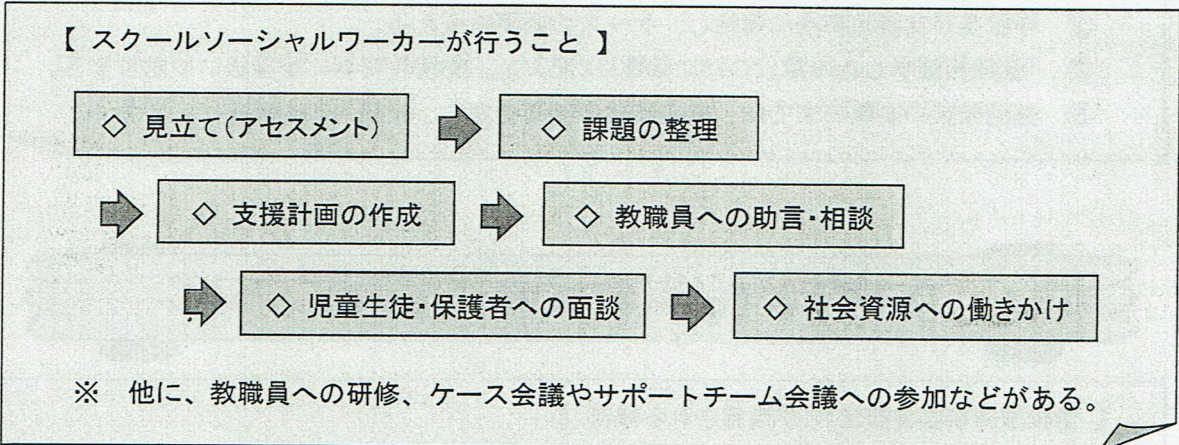 【 スクールソーシャルワーカーが行うこと 】
◇ 見立て(アセスメント) ◇ 課題の整理
◇ 支援計画の作成 ◇ 教職員への助言・相談
◇ 児童生徒・保護者への面談 ◇ 社会資源への働きかけ
※ 他に、教職員への研修、ケース会議やサポートチーム会議への参加などがある。